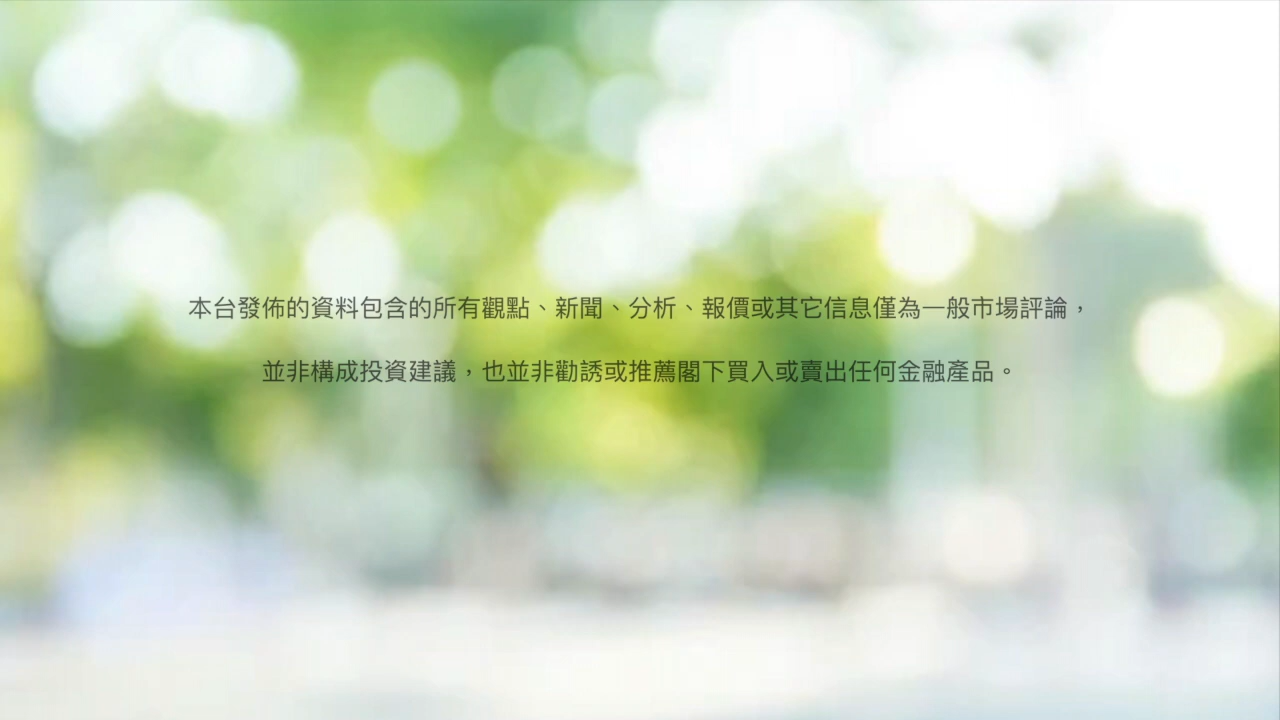 本台發佈的資料包含的所有觀點、新聞、分析、報價或其它信息僅為一般市場評論，
並非構成投資建議，也並非勸誘或推薦閣下買入或賣出任何金融產品。